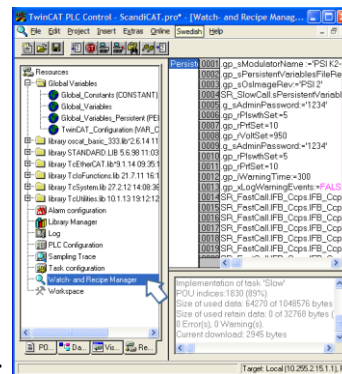 TwinCAT PLC Control - ScandiCAT.pro* - [Watch- and Recipe Manag...
File Edit Project Insert Extras Online Swedish Help
Resources
Global Variables
Global_Constants (CONSTANT)
Global_Variables
Global_Variables_Persistent (PE
TwinCAT_Configuration (VAR_C
library oscal_basic_333.lib*2.6.14 11
library STANDARD.LIB 5.6.98 11:03
library TcEtherCAT.lib*9.1.14 09:35:1
library TcIoFunctions.lib 21.7.11 16:1
library TcSystem.lib 27.2.12 14:08:36
library TcUtilities.lib 10.1.13 19:12:12
Alarm configuration
Library Manager
Log
PLC Configuration
Sampling Trace
Task configuration
Watch- and Recipe Manager
Workspace
PO...
Da...
Vis...
Re...
Persist
0001 .gp_sModulatorName :='PSI K2-
0002 .gp_sPersistentVariablesFileRe
0003 .gp_sOsImageRev:='PSI 2'
0004 SR_SlowCall.sPersistentVariabl
0005 .g_sAdminPassword:='1234'
0006 .gp_rPlswthSet:=5
0007 .gp_rPrfSet:=10
0008 .gp_rVoltSet:=950
0009 .g_sAdminPassword:='1234'
0010 .gp_rPlswthSet:=5
0011 .gp_rPrfSet:=10
0012 .gp_iWarningTime:=300
0013 .gp_xLogWarningEvents:=FALS
0014 SR_FastCall.IFB_Ccps.IFB_Ccp
0015 SR_FastCall.IFB_Ccps.IFB_Ccp
0016 SR_FastCall.IFB_Ccps.IFB_Ccp
0017 SR_FastCall.IFB_Ccps.IFB_Ccp
0018 SR_FastCall.IFB_Ccps.IFB_Ccp
0019 SR_FastCall.IFB_Ccps.IFB_Ccp
Implementation of task 'Slow'
POU indices:1830 (89%)
Size of used data: 64270 of 1048576 bytes
Size of used retain data: 0 of 32768 bytes (
0 Error(s), 0 Warning(s).
Current download: 2945 bytes
Target: Local (10.255.2.15.1.1),